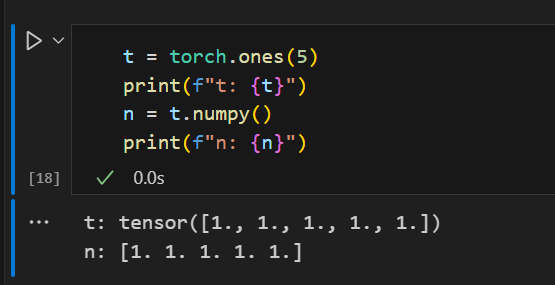 t = torch.ones(5)
print(f"t: {t}")
n = t.numpy()
print(f"n: {n}")
[18]
0.0s
t: tensor([1., 1., 1., 1., 1.])
n: [1. 1. 1. 1. 1.]